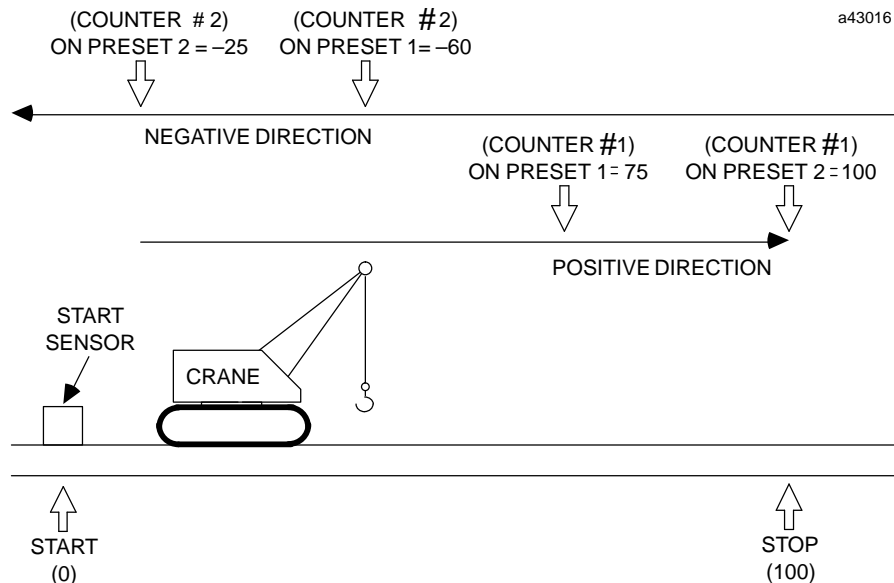 a43016
(COUNTER # 2)
ON PRESET 2 = –25
(COUNTER #2)
ON PRESET 1= –60
NEGATIVE DIRECTION
(COUNTER #1)
ON PRESET 1= 75
(COUNTER #1)
ON PRESET 2 =100
POSITIVE DIRECTION
START
SENSOR
CRANE
START
(0)
STOP
(100)